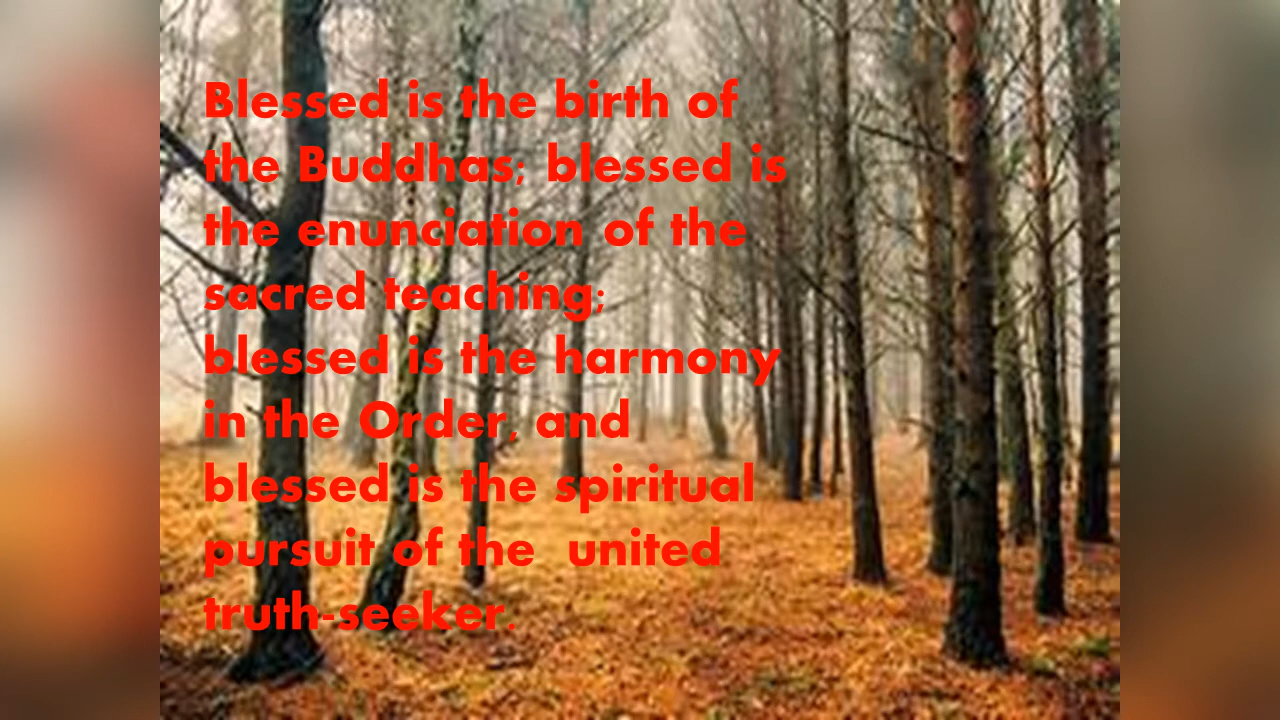 Blessed is the birth of
the Buddhas; blessed is
the enunciation of the
sacred teaching;
blessed is the harmony
in the Order, and
blessed is the spiritual
pursuit of the  united
truth-seeker.